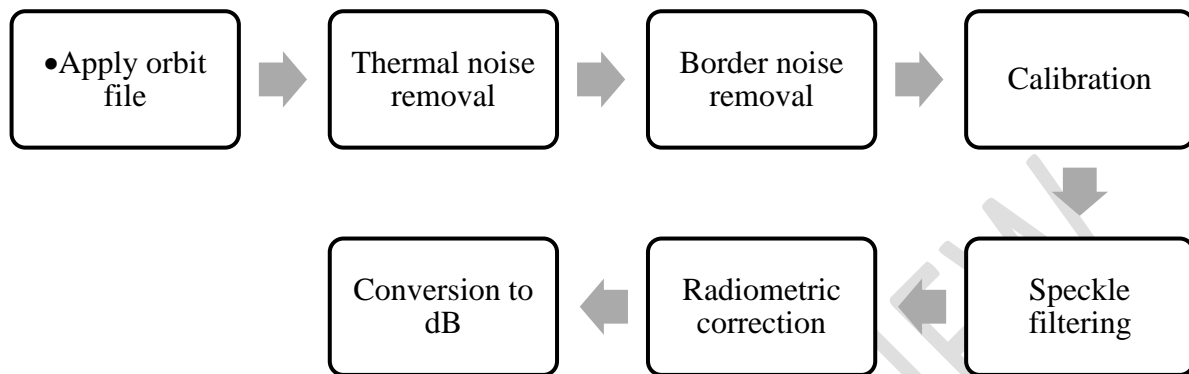 •Apply orbit
file
Thermal noise
removal
Border noise
removal
Calibration
Speckle
filtering
Radiometric
correction
Conversion to
dB